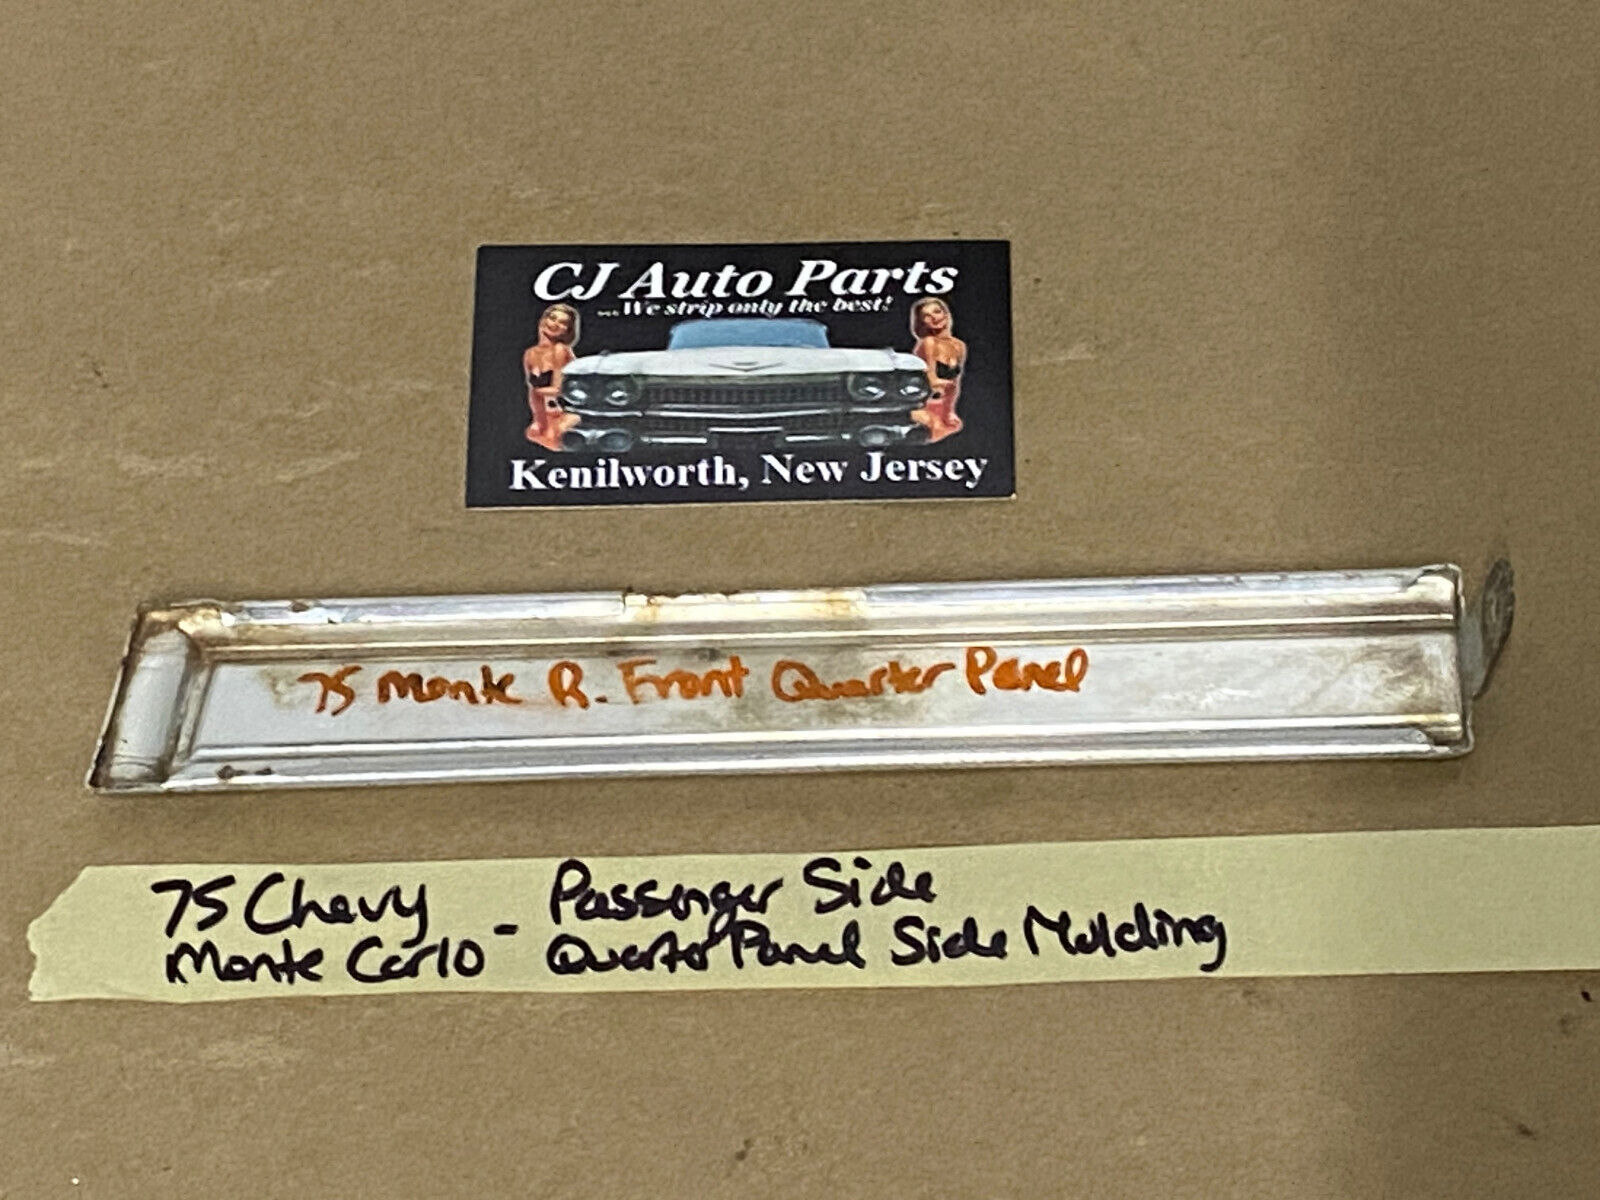 CJ Auto Parts
...We strip only the best!
Kenilworth, New Jersey
75 Monte R. Front Quarter Panel
75 Chevy - Passenger Side
Monte Carlo Quarter Panel Side Molding